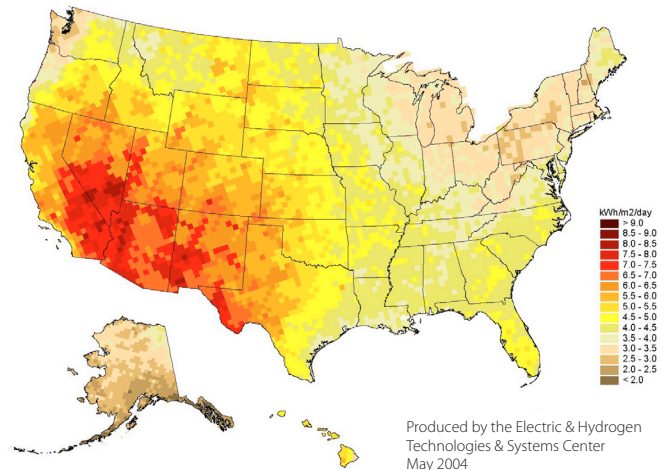 kWh/m2/day
> 9.0
8.5 - 9.0
8.0 - 8.5
7.5 - 8.0
7.0 - 7.5
6.5 - 7.0
6.0 - 6.5
5.5 - 6.0
5.0 - 5.5
4.5 - 5.0
4.0 - 4.5
3.5 - 4.0
3.0 - 3.5
2.5 - 3.0
2.0 - 2.5
< 2.0
Produced by the Electric & Hydrogen
Technologies & Systems Center
May 2004